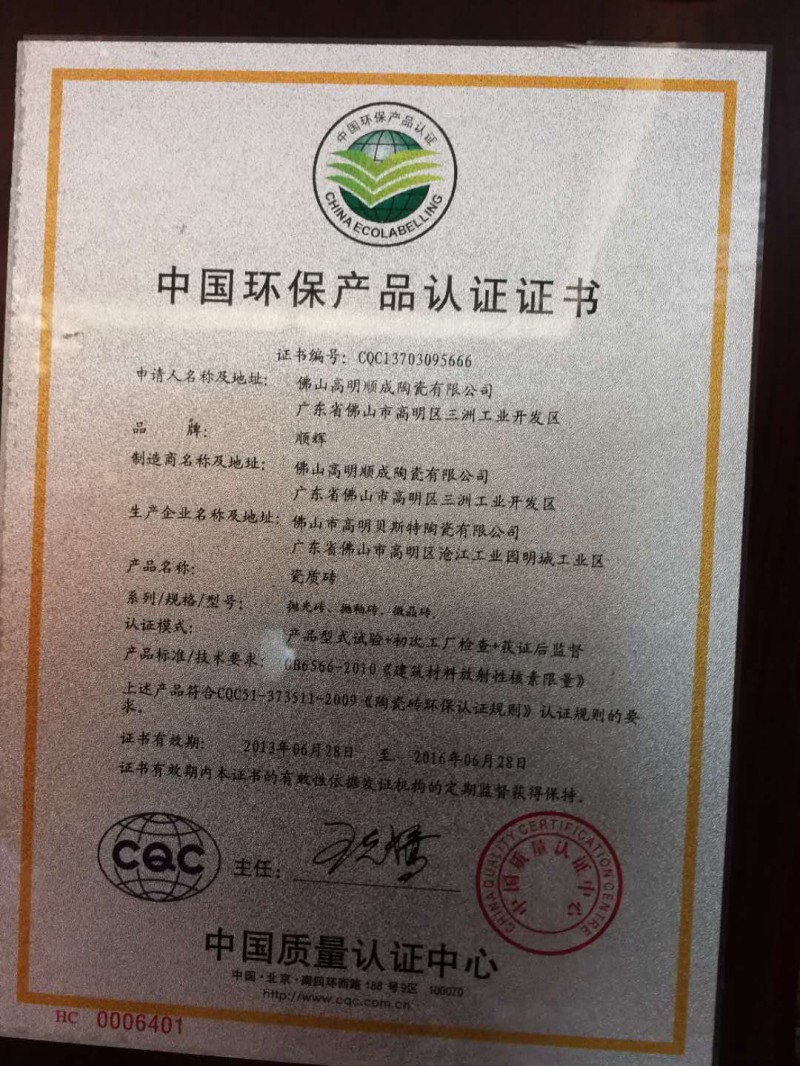 中国环保产品认证
CHINA ECOLABELLING
中国环保产品认证证书
证书编号：CQC13703095666
申请人名称及地址： 佛山高明顺成陶瓷有限公司
广东省佛山市高明区三洲工业开发区
品 牌： 顺辉
制造商名称及地址： 佛山高明顺成陶瓷有限公司
广东省佛山市高明区三洲工业开发区
生产企业名称及地址： 佛山市高明贝斯特陶瓷有限公司
广东省佛山市高明区沧江工业园明城工业区
产品名称： 瓷质砖
系列/规格/型号： 抛光砖、抛釉砖、微晶砖，
认证模式： 产品型式试验+初次工厂检查+获证后监督
产品标准/技术要求： GB6566-2010《建筑材料放射性核素限量》
上述产品符合CQC51-373511-2009《陶瓷砖环保认证规则》认证规则的要
求。
证书有效期： 2013年06月28日 至 2016年06月28日
证书有效期内本证书的有效性依据发证机构的定期监督获得保持。
CQC
主任：
CHINA QUALITY CERTIFICATION CENTRE
中国质量认证中心
中国质量认证中心
中国·北京·南四环西路 188 号9区 100070
http://www.cqc.com.cn
HC 0006401